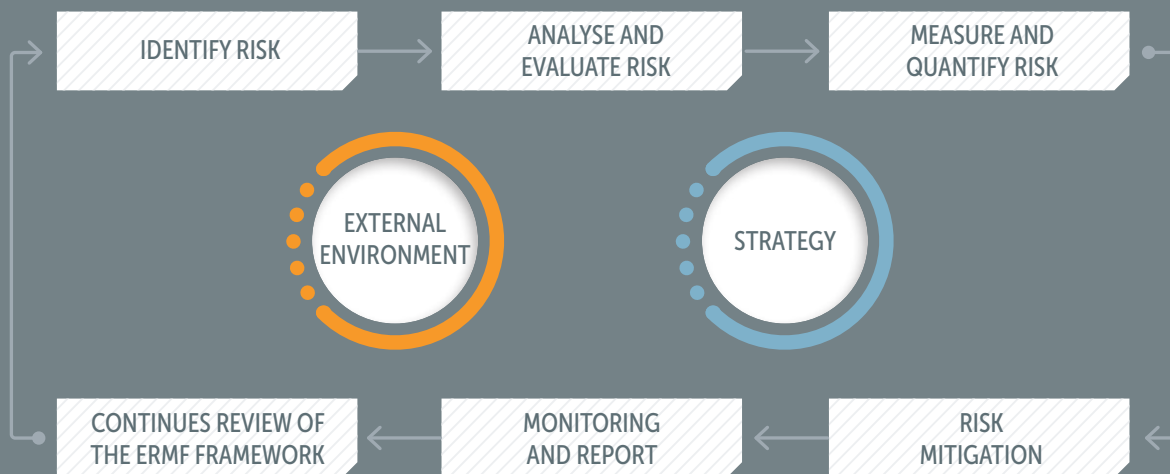 IDENTIFY RISK
ANALYSE AND
EVALUATE RISK
MEASURE AND
QUANTIFY RISK
EXTERNAL
ENVIRONMENT
STRATEGY
CONTINUES REVIEW OF
THE ERMF FRAMEWORK
MONITORING
AND REPORT
RISK
MITIGATION